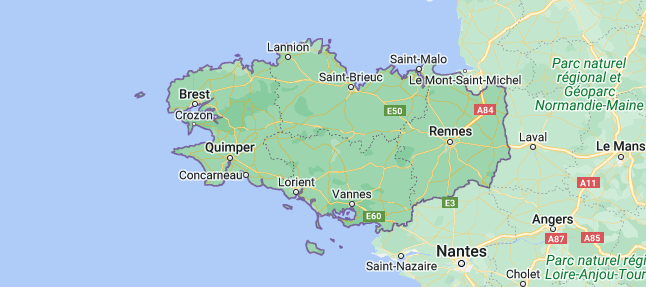 Lannion
Saint-Malo
Saint-Brieuc
Le Mont-Saint-Michel
Parc naturel
régional et
Géoparc
Normandie-Maine
Brest
E50
A84
Crozon
Rennes
Laval
Le Mans
Quimper
Concarneau
Lorient
Vannes
A11
E60
E3
Angers
A87
A85
Nantes
Saint-Nazaire
Parc naturel régi
Loire-Anjou-Tour
Cholet